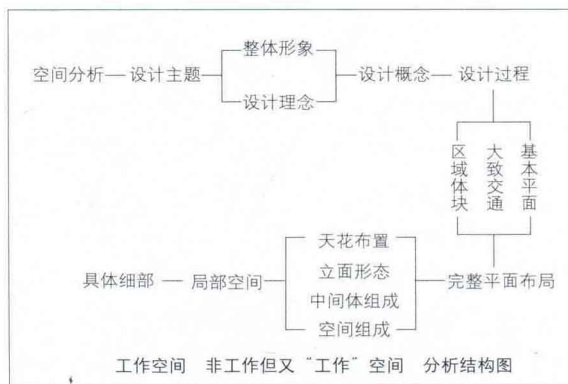 整体形象
空间分析 设计主题 设计概念 设计过程
设计理念
区域体块
大致交通
基本平面
天花布置
立面形态
具体细部 局部空间 完整平面布局
中间体组成
空间组成
工作空间 非工作但又“工作”空间 分析结构图